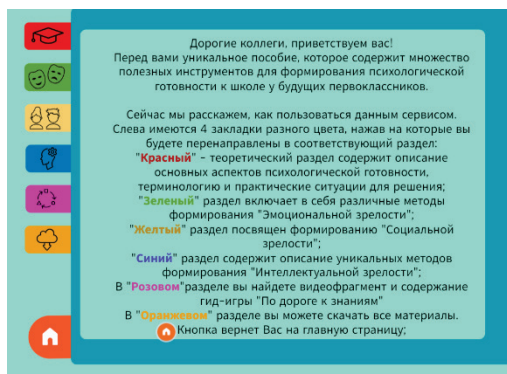 Дорогие коллеги, приветствуем вас!
Перед вами уникальное пособие, которое содержит множество
полезных инструментов для формирования психологической
готовности к школе у будущих первоклассников.
Сейчас мы расскажем, как пользоваться данным сервисом.
Слева имеются 4 закладки разного цвета, нажав на которые вы
будете перенаправлены в соответствующий раздел:
"Красный" - теоретический раздел содержит описание
основных аспектов психологической готовности,
терминологию и практические ситуации для решения;
"Зеленый" раздел включает в себя различные методы
формирования "Эмоциональной зрелости";
"Желтый" раздел посвящен формированию "Социальной
зрелости";
"Синий" раздел содержит описание уникальных методов
формирования "Интеллектуальной зрелости";
В "Розовом"разделе вы найдете видеофрагмент и содержание
гид-игры "По дороге к знаниям"
В "Оранжевом" разделе вы можете скачать все материалы.
Кнопка вернет Вас на главную страницу;